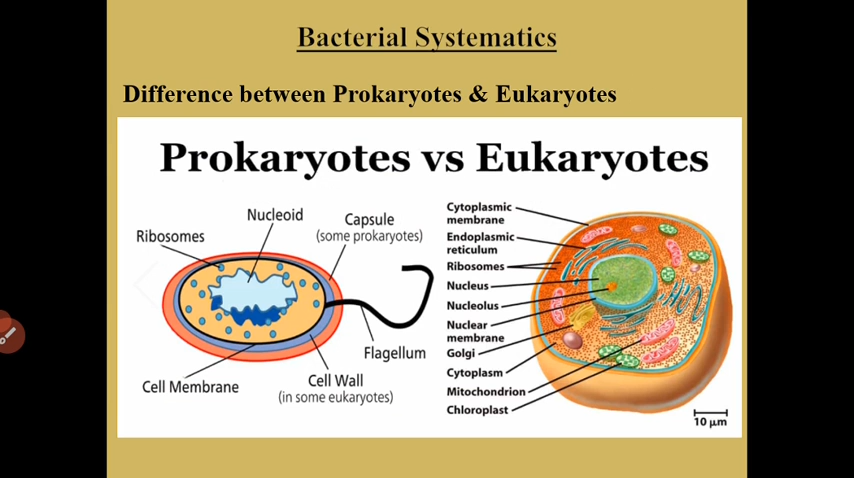 Bacterial Systematics
Difference between Prokaryotes & Eukaryotes
Prokaryotes vs Eukaryotes
Nucleoid
Ribosomes
Capsule
(some prokaryotes)
Flagellum
Cell Membrane
Cell Wall
(in some eukaryotes)
Cytoplasmic
membrane
Endoplasmic
reticulum
Ribosomes
Nucleus
Nucleolus
Nuclear
membrane
Golgi
Cytoplasm
Mitochondrion
Chloroplast
10 μm